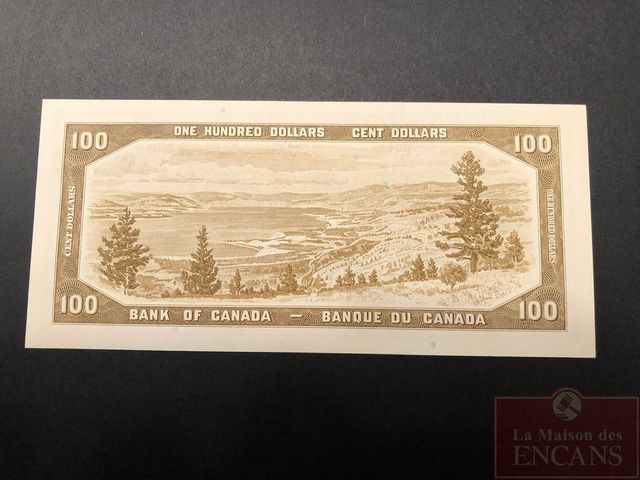 ONE HUNDRED DOLLARS CENT DOLLARS
100 100
CENT DOLLARS
ONE HUNDRED DOLLARS
100 100
BANK OF CANADA — BANQUE DU CANADA
La Maison des
ENCANS